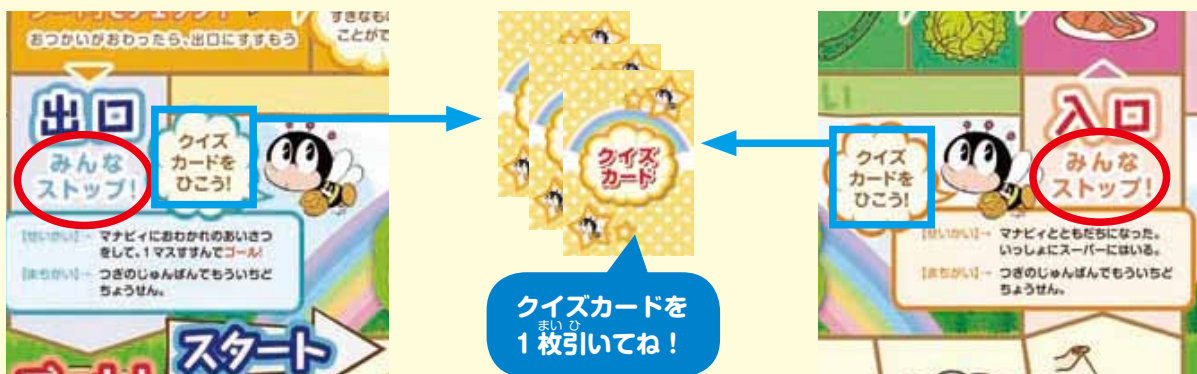 おつかいがおわったら、出口にすすもう
ことがで
出口
みんな
ストップ!
クイズ
カードを
ひこう!
【せいかい】→ マナビィにおわかれのあいさつ
をして、1マスすすんでゴール!
【まちがい】→ つぎのじゅんばんでもういちど
ちょうせん。
スタート
クイズ
カード
クイズカードを
1枚引いてね!
まい ひ
入口
みんな
ストップ!
クイズ
カードを
ひこう!
【せいかい】→ マナビィとともだちになった。
いっしょにスーパーにはいる。
【まちがい】→ つぎのじゅんばんでもういちど
ちょうせん。